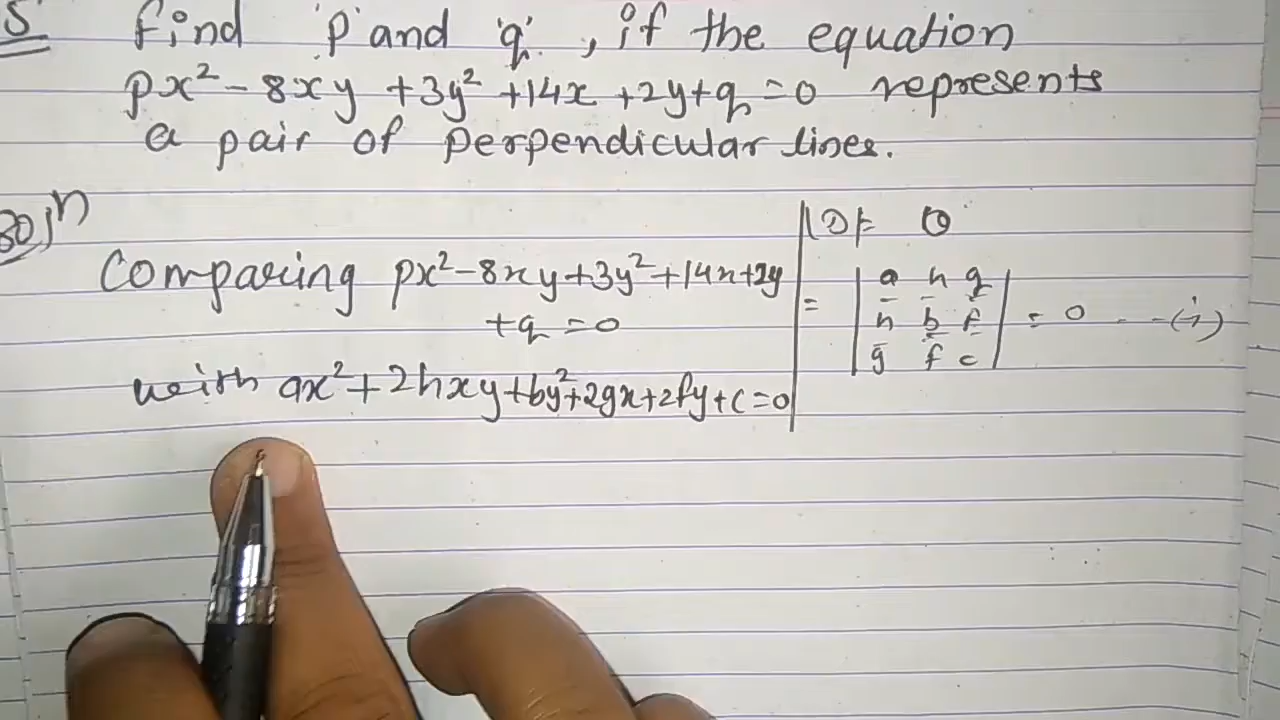 5 Find 'p' and 'q', if the equation
px² - 8xy + 3y² + 14x + 2y + q = 0 represents
a pair of perpendicular lines.
Solⁿ
Comparing px² - 8xy + 3y² + 14x + 2y
+ q = 0
with ax² + 2hxy + by² + 2gx + 2fy + c = 0
|D| = 0
= | a h g |
| h b f | = 0 - - - (i)
| g f c |